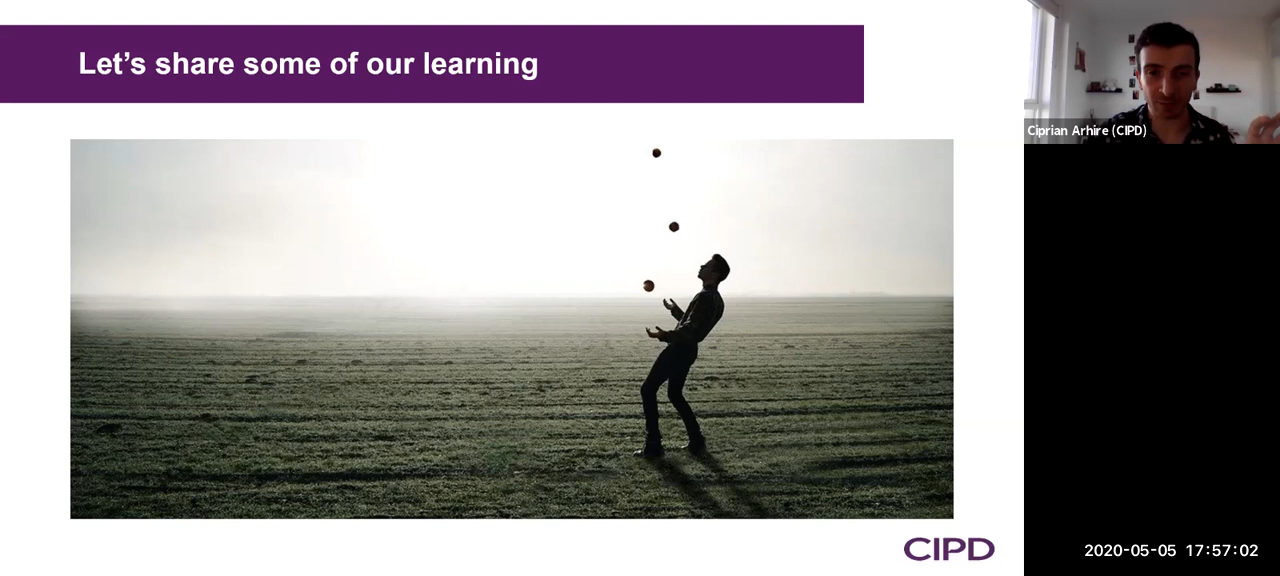 Let's share some of our learning
Ciprian Arhire (CIPD)
CIPD
2020-05-05 17:57:02